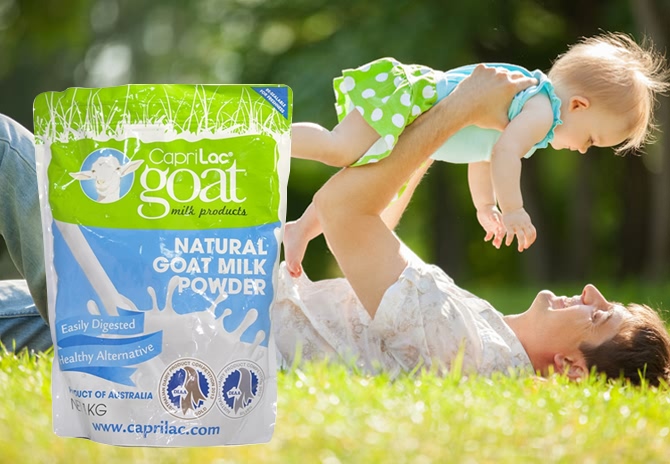 CapriLac®
goat
milk products
NATURAL
GOAT MILK
POWDER
Easily Digested
Healthy Alternative
PRODUCT OF AUSTRALIA
1KG
www.caprilac.com